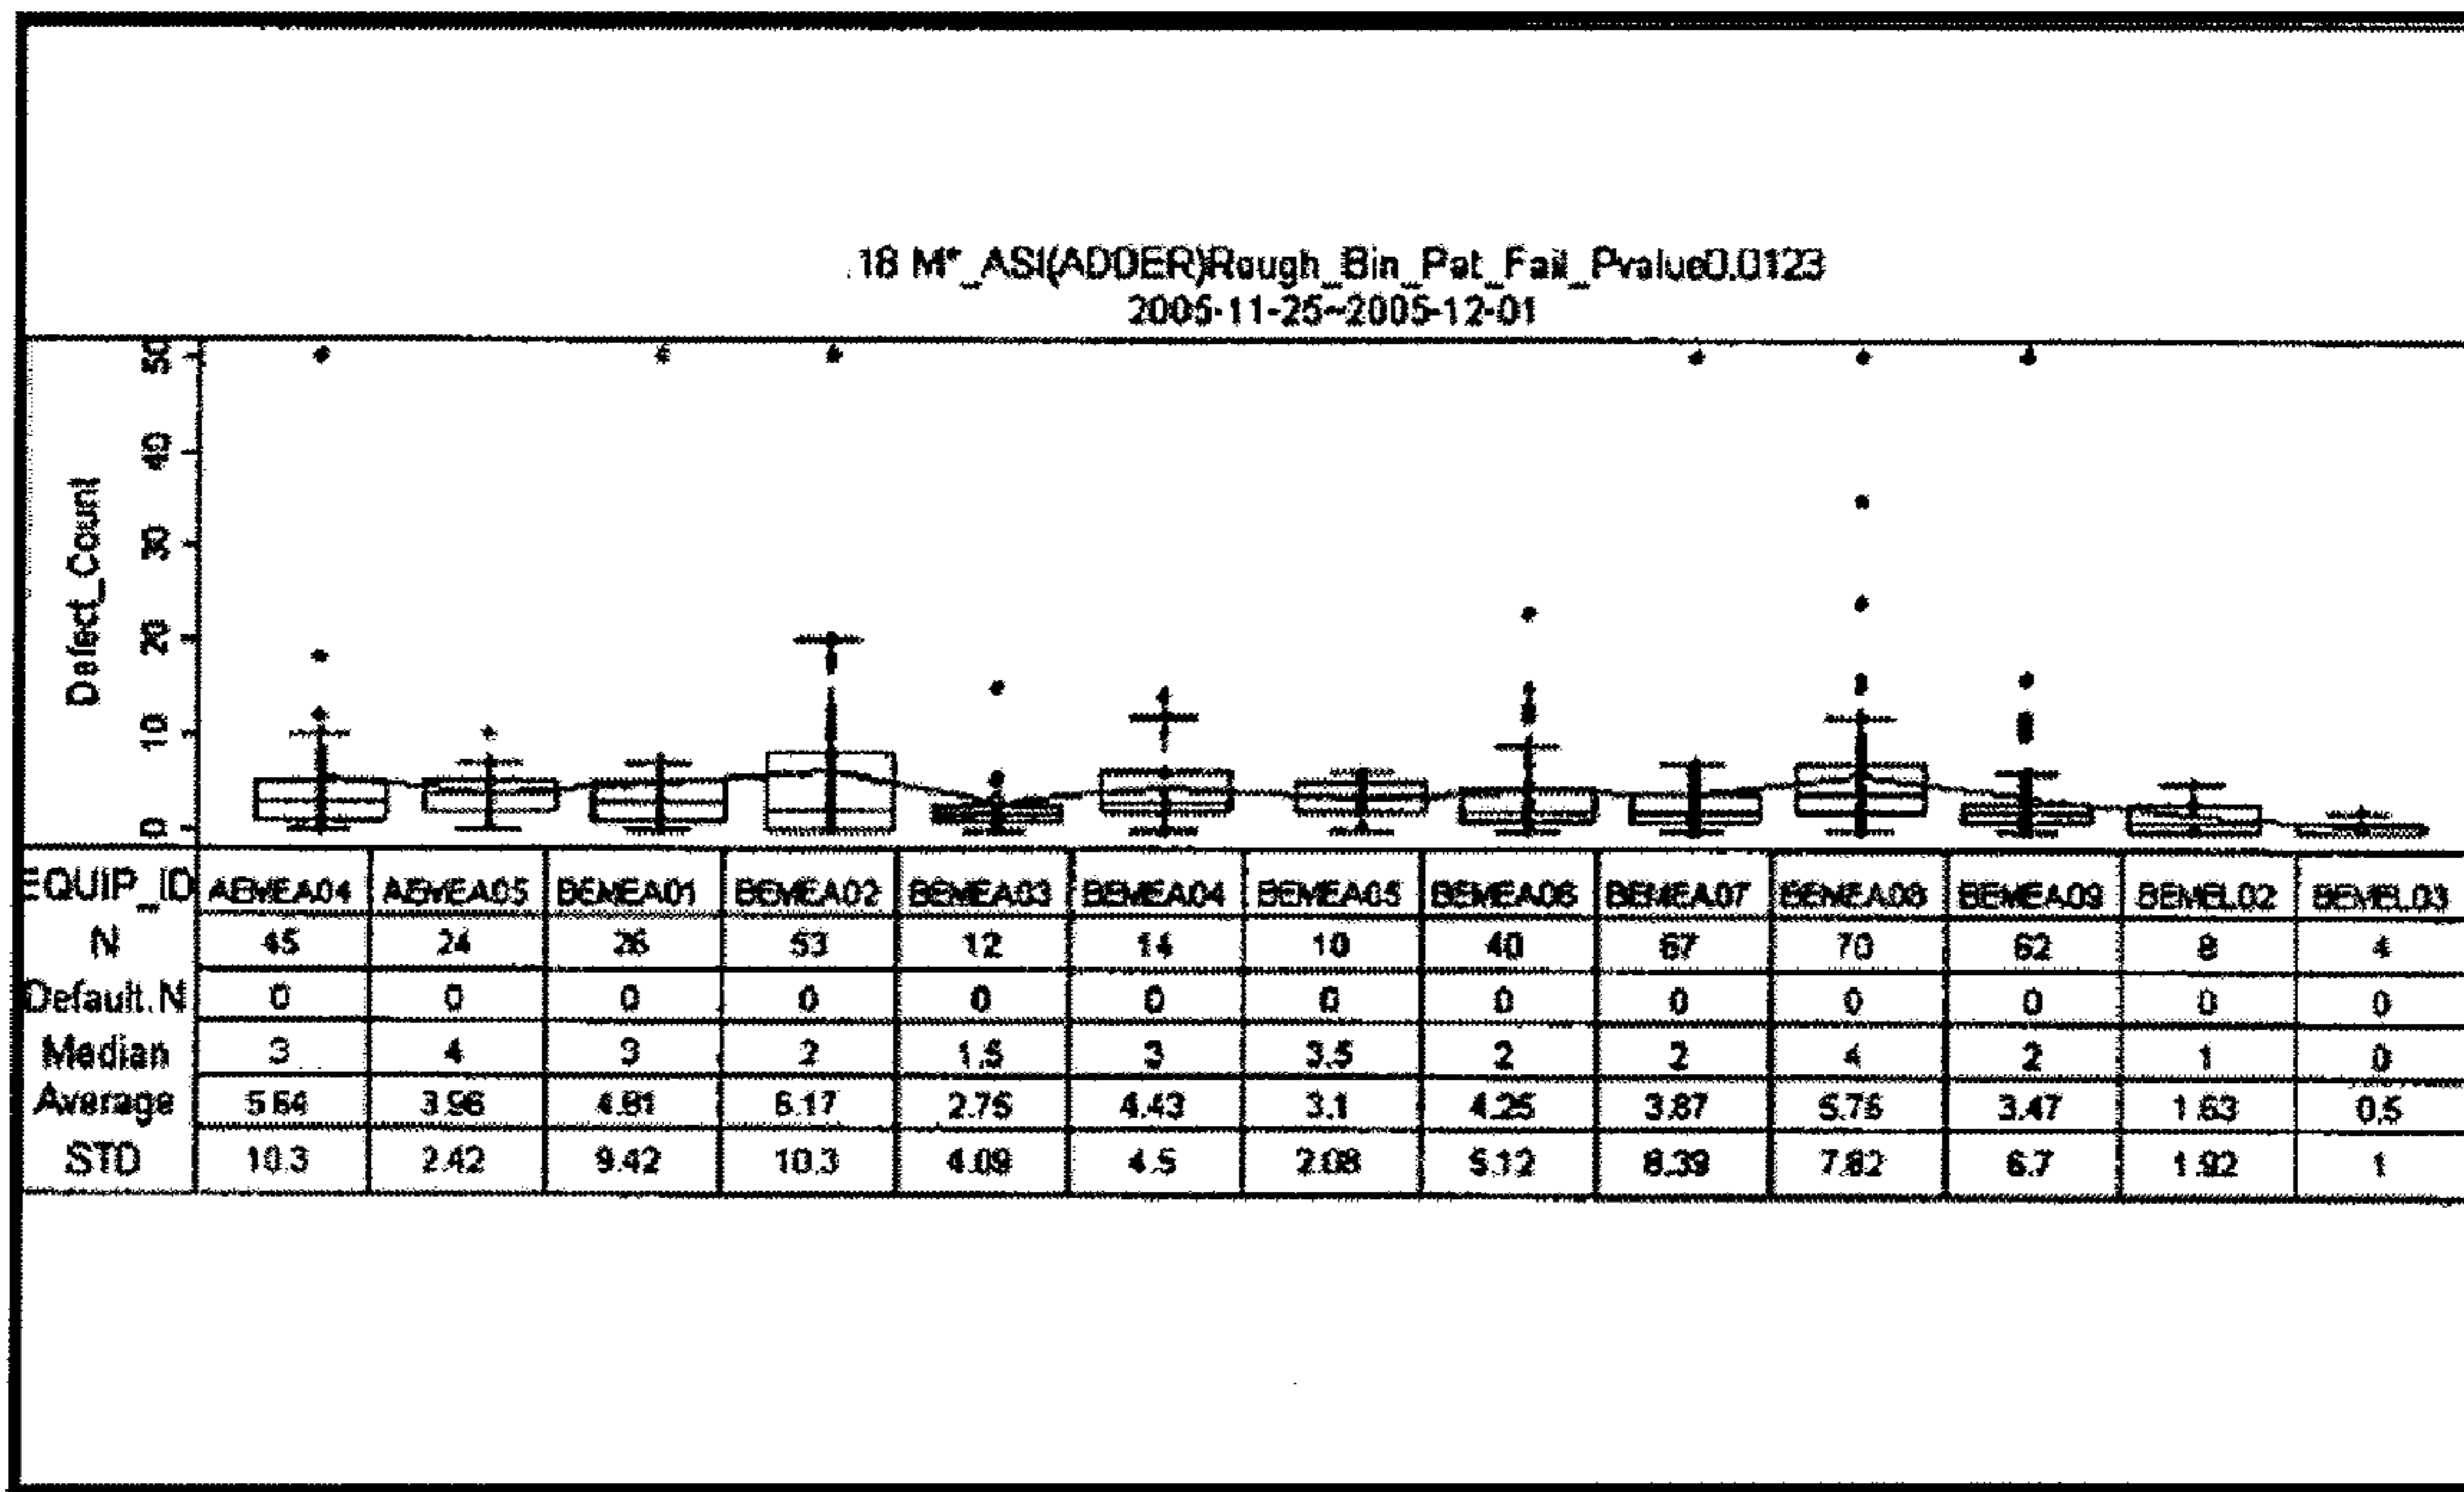 .18 M*_ASI(ADDER)Rough_Bin_Pat_Fail_Pvalue0.0123
2005-11-25~2005-12-01
Defect_Count
50
40
30
20
10
0
EQUIP_ID AEMEA04 AEMEA05 BEMEA01 BEMEA02 BEMEA03 BEMEA04 BEMEA05 BEMEA06 BEMEA07 BEMEA08 BEMEA09 BEMEL02 BEMEL03
N 45 24 26 53 12 14 10 40 67 70 62 8 4
Default.N 0 0 0 0 0 0 0 0 0 0 0 0 0
Median 3 4 3 2 1.5 3 3.5 2 2 4 2 1 0
Average 5.64 3.96 4.81 6.17 2.75 4.43 3.1 4.25 3.87 5.76 3.47 1.63 0.5
STD 10.3 2.42 9.42 10.3 4.09 4.5 2.08 5.12 8.39 7.82 6.7 1.92 1